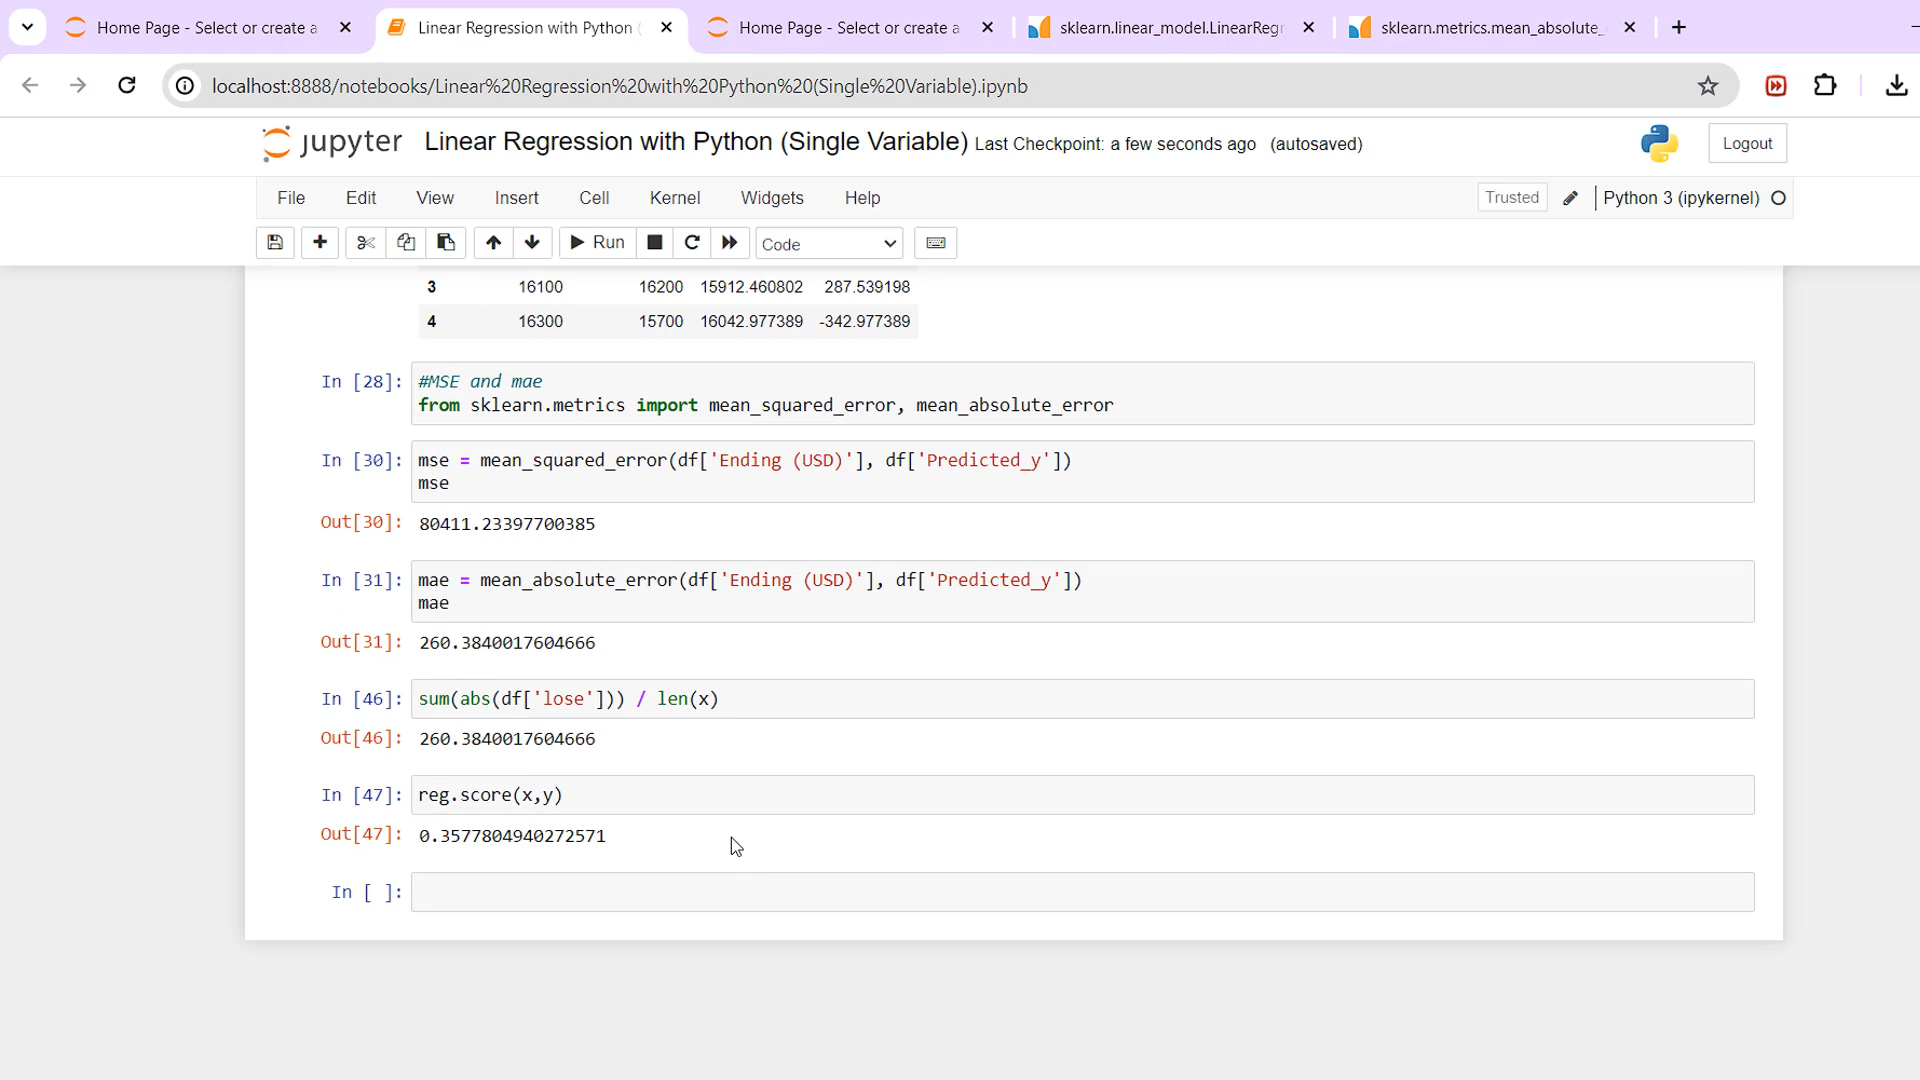 Home Page - Select or create a
Linear Regression with Python (
Home Page - Select or create a
sklearn.linear_model.LinearRegr
sklearn.metrics.mean_absolute_
localhost:8888/notebooks/Linear%20Regression%20with%20Python%20(Single%20Variable).ipynb
jupyter Linear Regression with Python (Single Variable) Last Checkpoint: a few seconds ago (autosaved)
Logout
File Edit View Insert Cell Kernel Widgets Help
Trusted Python 3 (ipykernel)
Run Code
3 16100 16200 15912.460802 287.539198
4 16300 15700 16042.977389 -342.977389
In [28]: #MSE and mae
from sklearn.metrics import mean_squared_error, mean_absolute_error
In [30]: mse = mean_squared_error(df['Ending (USD)'], df['Predicted_y'])
mse
Out[30]: 80411.23397700385
In [31]: mae = mean_absolute_error(df['Ending (USD)'], df['Predicted_y'])
mae
Out[31]: 260.3840017604666
In [46]: sum(abs(df['lose'])) / len(x)
Out[46]: 260.3840017604666
In [47]: reg.score(x,y)
Out[47]: 0.3577804940272571
In [ ]: